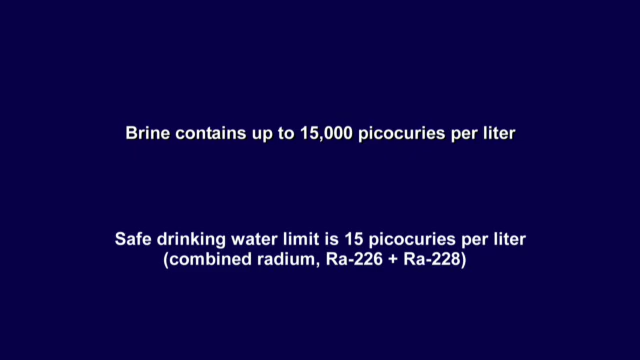 Brine contains up to 15,000 picocuries per liter
Safe drinking water limit is 15 picocuries per liter
(combined radium, Ra-226 + Ra-228)